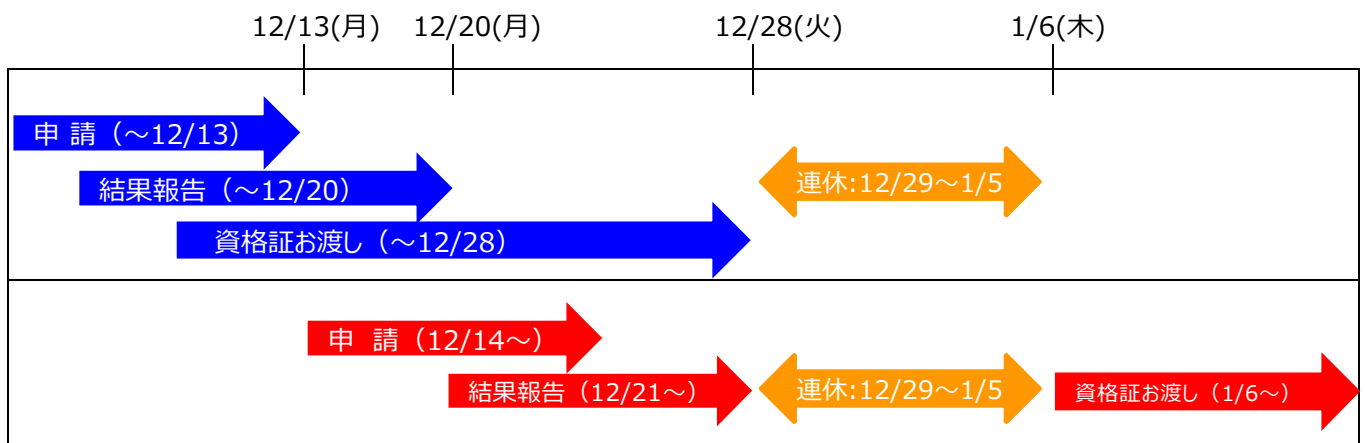 12/13(月) 12/20(月) 12/28(火) 1/6(木)
申 請（～12/13）
結果報告（～12/20）
連休:12/29～1/5
資格証お渡し（～12/28）
申 請（12/14～）
結果報告（12/21～）
連休:12/29～1/5
資格証お渡し（1/6～）